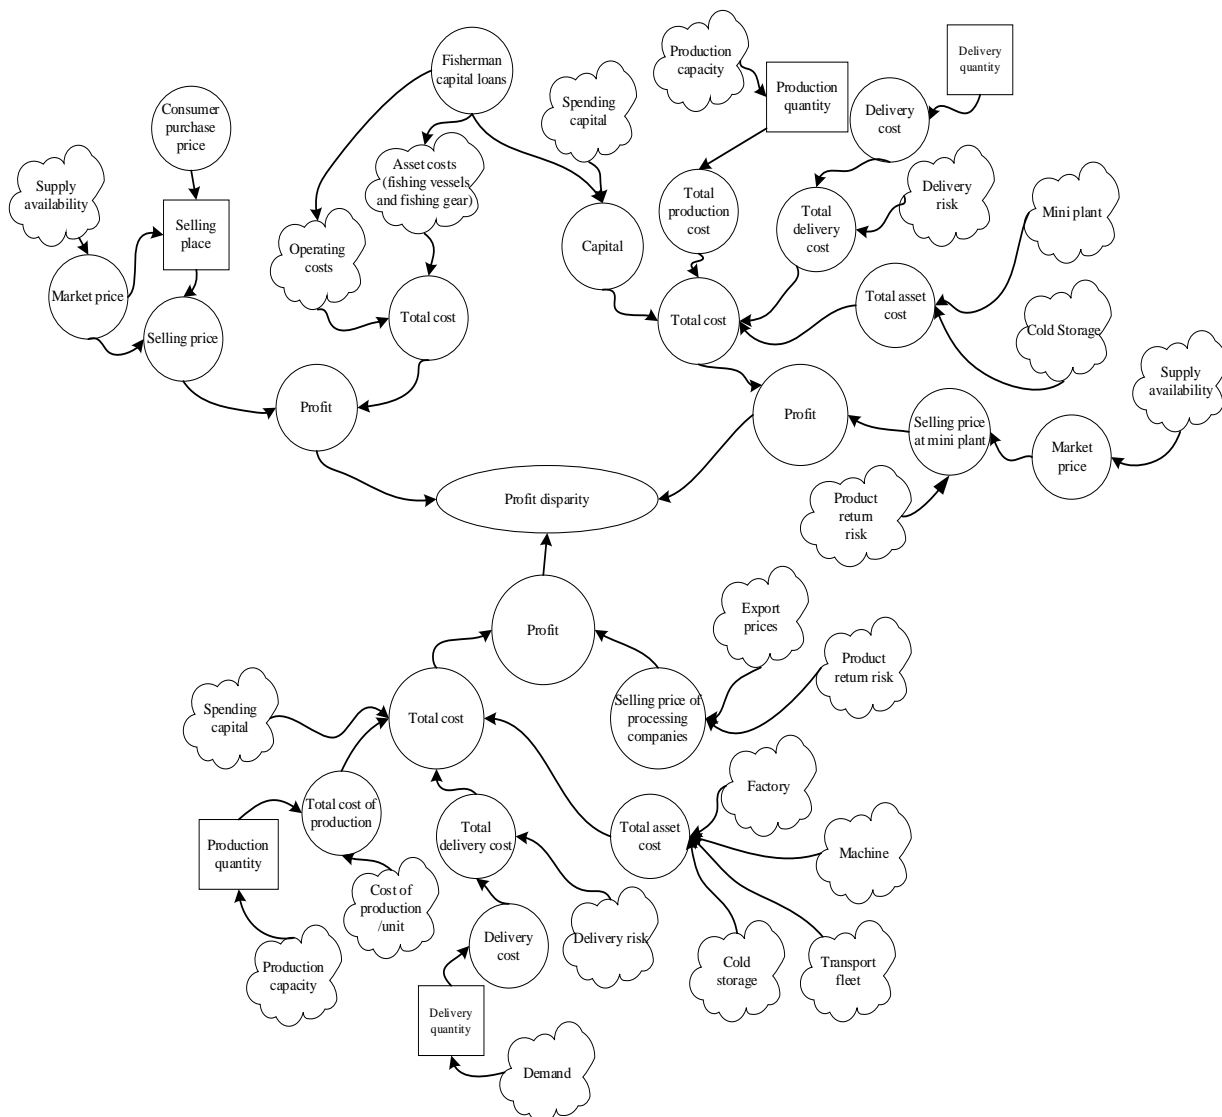 Fisherman
capital loans
Production
capacity
Delivery
quantity
Production
quantity
Consumer
purchase
price
Spending
capital
Delivery
cost
Supply
availability
Asset costs
(fishing vessels
and fishing gear)
Delivery
risk
Mini plant
Selling
place
Total
production
cost
Total
delivery cost
Operating
costs
Capital
Market price
Total asset
cost
Selling price
Total cost
Total cost
Cold Storage
Supply
availability
Profit
Profit
Selling price
at mini plant
Market
price
Profit disparity
Product
return
risk
Profit
Export
prices
Product
return risk
Spending
capital
Total cost
Selling price of
processing
companies
Factory
Total cost of
production
Total
delivery cost
Total asset
cost
Production
quantity
Machine
Cost of
production
/unit
Delivery
cost
Delivery risk
Production
capacity
Cold
storage
Transport
fleet
Delivery
quantity
Demand